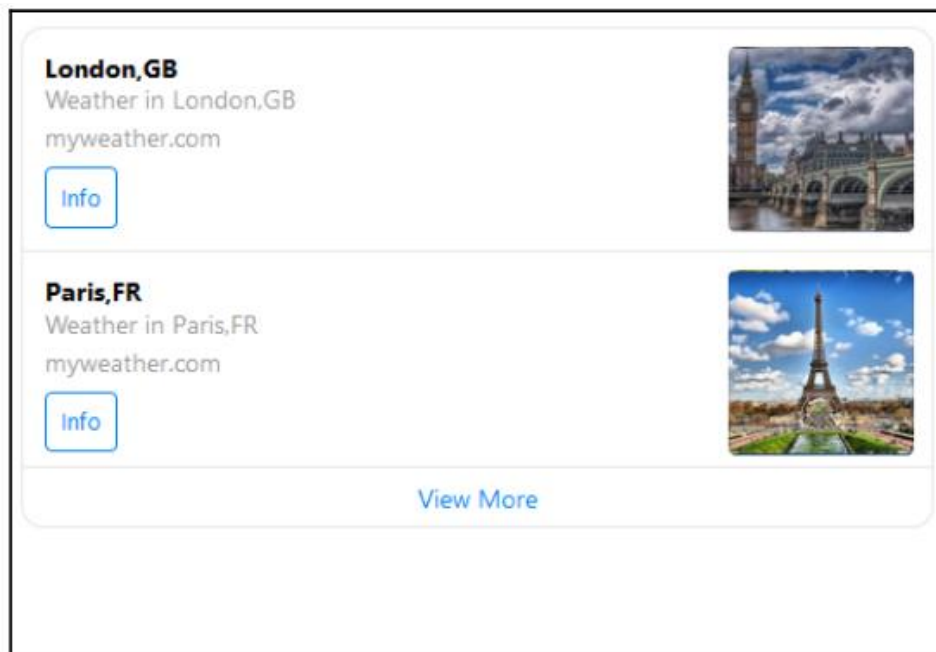 London,GB
Weather in London,GB
myweather.com
Info
Paris,FR
Weather in Paris,FR
myweather.com
Info
View More